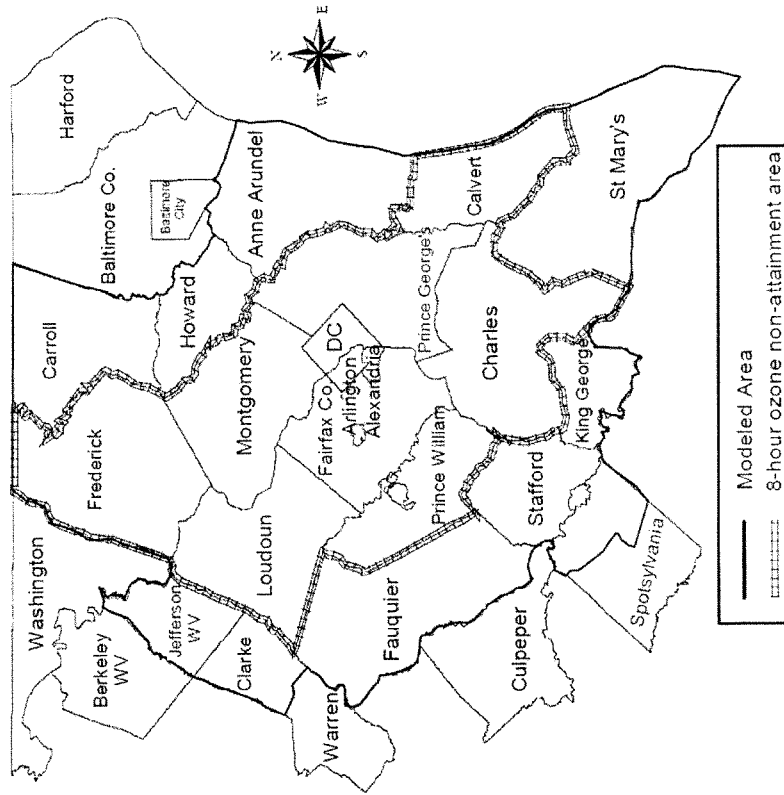 Harford
Baltimore Co.
Baltimore
City
Anne Arundel
Carroll
Howard
Calvert
St Mary's
Montgomery
DC
Prince George's
Charles
Frederick
Fairfax Co.
Arlington
Alexandria
Prince William
King George
Loudoun
Stafford
Washington
Berkeley
WV
Jefferson
WV
Clarke
Fauquier
Warren
Culpeper
Spotsylvania
N
E
S
W
Modeled Area
8-hour ozone non-attainment area